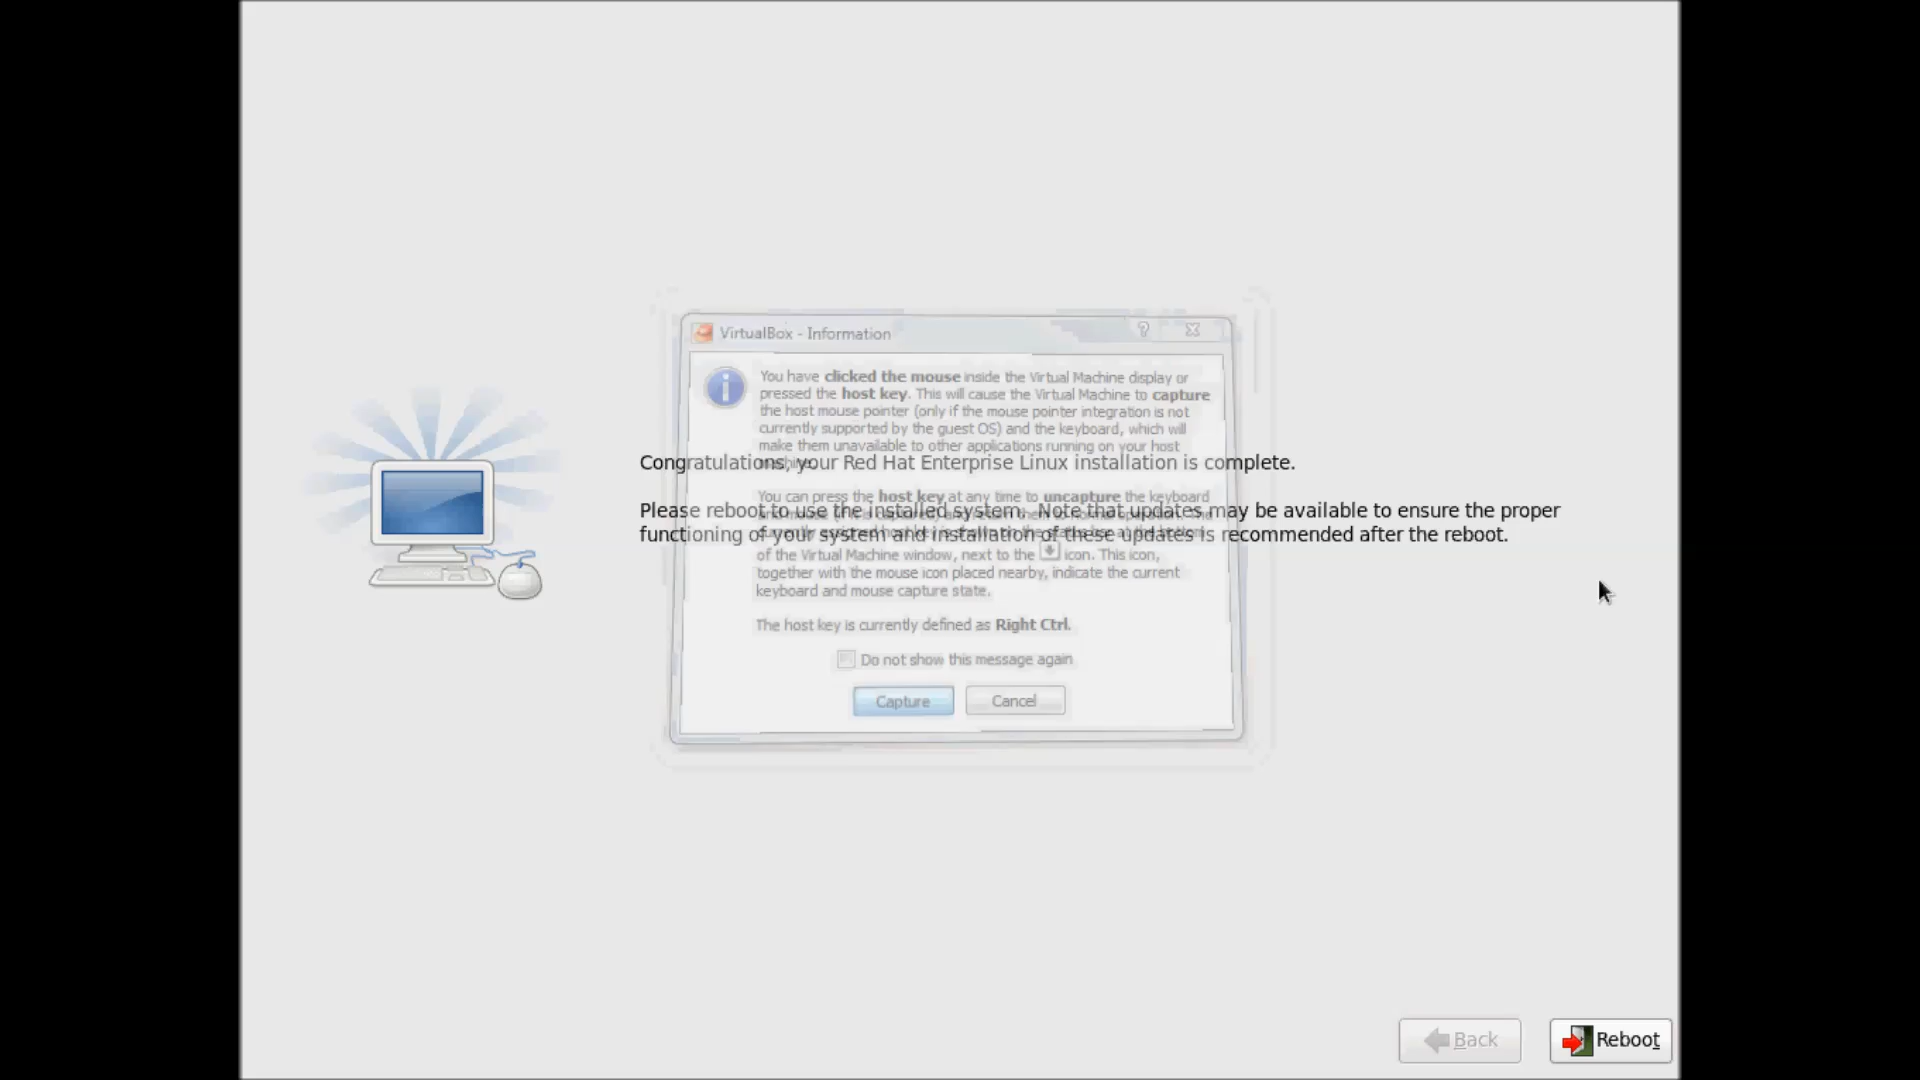 VirtualBox - Information
You have clicked the mouse inside the Virtual Machine display or
pressed the host key. This will cause the Virtual Machine to capture
the host mouse pointer (only if the mouse pointer integration is not
currently supported by the guest OS) and the keyboard, which will
make them unavailable to other applications running on your host
machine.
Congratulations, your Red Hat Enterprise Linux installation is complete.
You can press the host key at any time to uncapture the keyboard
Please reboot to use the installed system. Note that updates may be available to ensure the proper
functioning of your system and installation of these updates is recommended after the reboot.
of the Virtual Machine window, next to the icon. This icon,
together with the mouse icon placed nearby, indicate the current
keyboard and mouse capture state.
The host key is currently defined as Right Ctrl.
Do not show this message again
Capture Cancel
Back Reboot